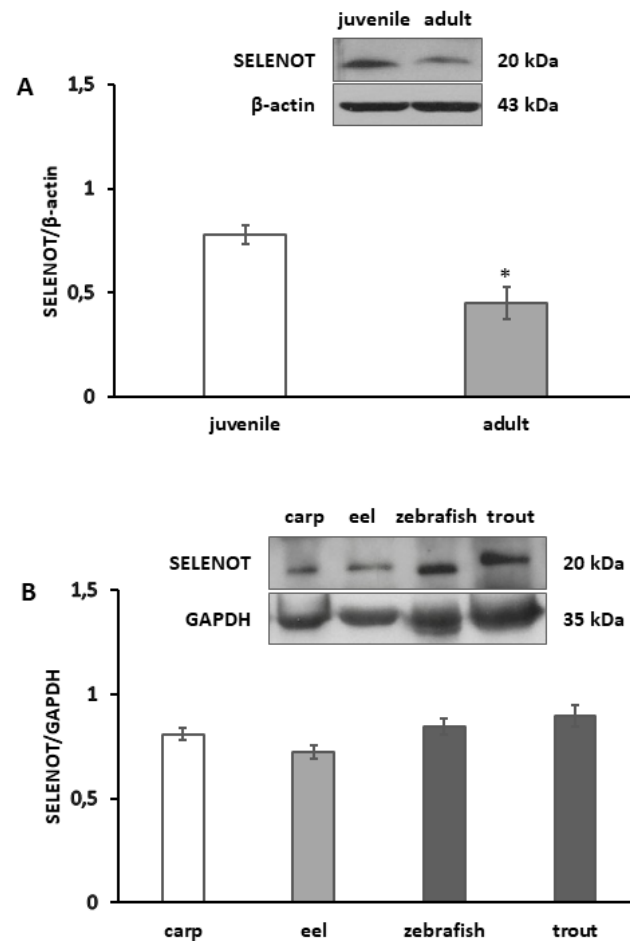 juvenile adult
SELENOT 20 kDa
A
β-actin 43 kDa
1,5
1
0,5
0
SELENOT/β-actin
*
juvenile adult
carp eel zebrafish trout
SELENOT 20 kDa
B
GAPDH 35 kDa
1,5
1
0,5
0
SELENOT/GAPDH
carp eel zebrafish trout